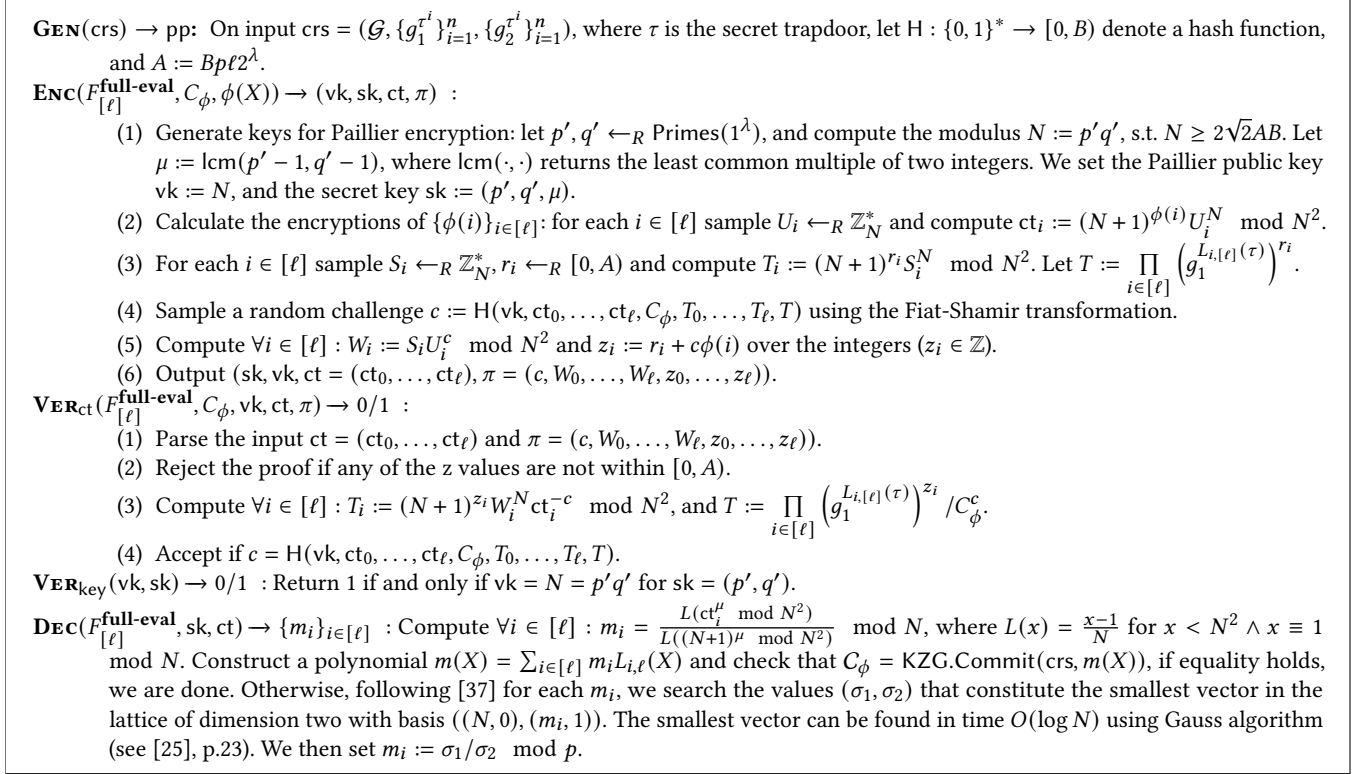 GEN(crs) → pp: On input crs = (𝒢, {g_1^{τ^i}}_{i=1}^n, {g_2^{τ^i}}_{i=1}^n), where τ is the secret trapdoor, let H : {0, 1}^* → [0, B) denote a hash function,
and A := Bpℓ2^λ.
ENC(F_{[ℓ]}^{full-eval}, C_ϕ, ϕ(X)) → (vk, sk, ct, π) :
(1) Generate keys for Paillier encryption: let p′, q′ ←_R Primes(1^λ), and compute the modulus N := p′q′, s.t. N ≥ 2√2AB. Let
μ := lcm(p′ − 1, q′ − 1), where lcm(·, ·) returns the least common multiple of two integers. We set the Paillier public key
vk := N, and the secret key sk := (p′, q′, μ).
(2) Calculate the encryptions of {ϕ(i)}_{i∈[ℓ]}: for each i ∈ [ℓ] sample U_i ←_R ℤ_N^* and compute ct_i := (N + 1)^{ϕ(i)} U_i^N mod N^2.
(3) For each i ∈ [ℓ] sample S_i ←_R ℤ_N^*, r_i ←_R [0, A) and compute T_i := (N + 1)^{r_i} S_i^N mod N^2. Let T := ∏_{i∈[ℓ]} (g_1^{L_{i,[ℓ]}(τ)})^{r_i}.
(4) Sample a random challenge c := H(vk, ct_0, . . . , ct_ℓ, C_ϕ, T_0, . . . , T_ℓ, T) using the Fiat-Shamir transformation.
(5) Compute ∀i ∈ [ℓ] : W_i := S_i U_i^c mod N^2 and z_i := r_i + cϕ(i) over the integers (z_i ∈ ℤ).
(6) Output (sk, vk, ct = (ct_0, . . . , ct_ℓ), π = (c, W_0, . . . , W_ℓ, z_0, . . . , z_ℓ)).
VER_ct(F_{[ℓ]}^{full-eval}, C_ϕ, vk, ct, π) → 0/1 :
(1) Parse the input ct = (ct_0, . . . , ct_ℓ) and π = (c, W_0, . . . , W_ℓ, z_0, . . . , z_ℓ)).
(2) Reject the proof if any of the z values are not within [0, A).
(3) Compute ∀i ∈ [ℓ] : T_i := (N + 1)^{z_i} W_i^N ct_i^{−c} mod N^2, and T := ∏_{i∈[ℓ]} (g_1^{L_{i,[ℓ]}(τ)})^{z_i} /C_ϕ^c.
(4) Accept if c = H(vk, ct_0, . . . , ct_ℓ, C_ϕ, T_0, . . . , T_ℓ, T).
VER_key(vk, sk) → 0/1 : Return 1 if and only if vk = N = p′q′ for sk = (p′, q′).
DEC(F_{[ℓ]}^{full-eval}, sk, ct) → {m_i}_{i∈[ℓ]} : Compute ∀i ∈ [ℓ] : m_i = L(ct_i^μ mod N^2)/L((N+1)^μ mod N^2) mod N, where L(x) = (x−1)/N for x < N^2 ∧ x ≡ 1
mod N. Construct a polynomial m(X) = ∑_{i∈[ℓ]} m_i L_{i,ℓ}(X) and check that C_ϕ = KZG.Commit(crs, m(X)), if equality holds,
we are done. Otherwise, following [37] for each m_i, we search the values (σ_1, σ_2) that constitute the smallest vector in the
lattice of dimension two with basis ((N, 0), (m_i, 1)). The smallest vector can be found in time O(log N) using Gauss algorithm
(see [25], p.23). We then set m_i := σ_1/σ_2 mod p.